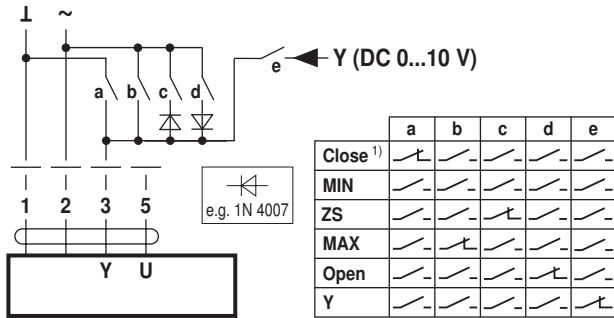 ⊥ ~
e Y (DC 0...10 V)
a b c d
1 2 3 5
e.g. 1N 4007
Y U
a b c d e
Close 1)
MIN
ZS
MAX
Open
Y